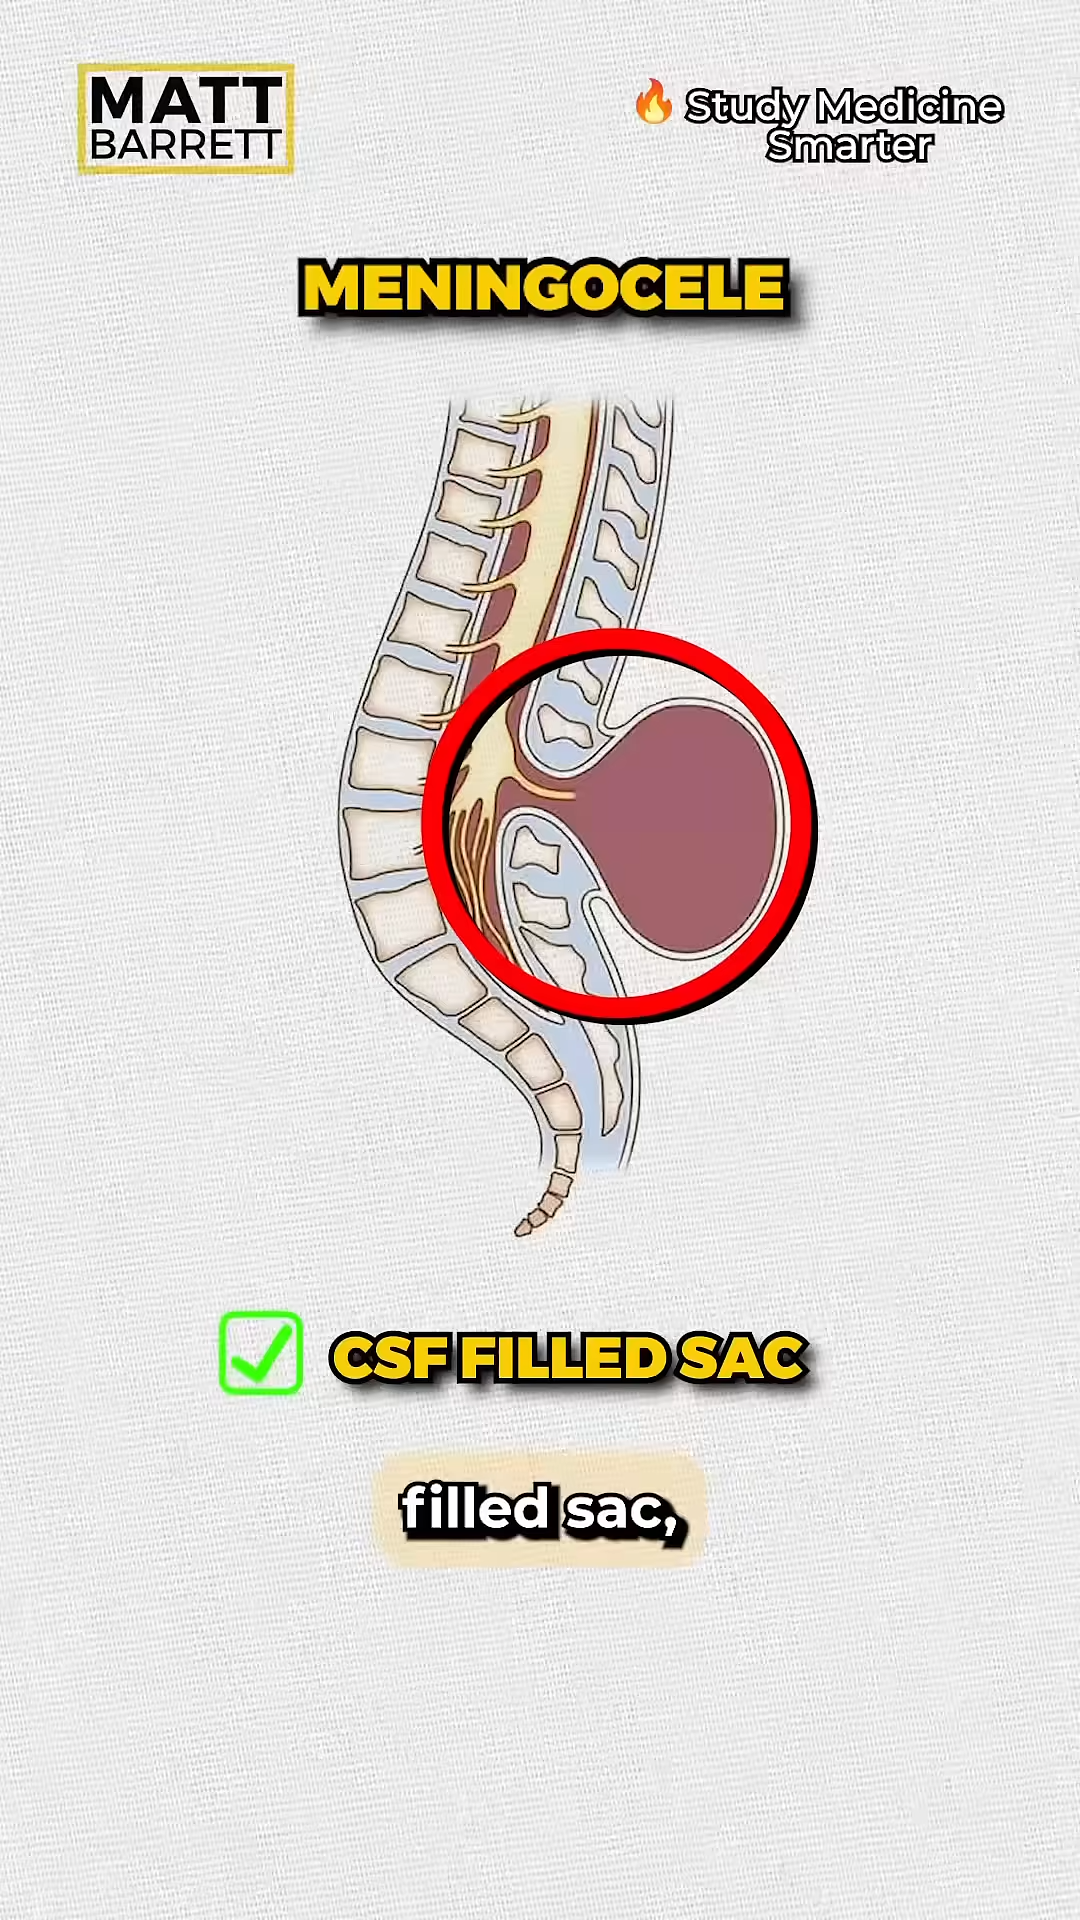 MATT
BARRETT
🔥 Study Medicine
Smarter
MENINGOCELE
CSF FILLED SAC
filled sac,